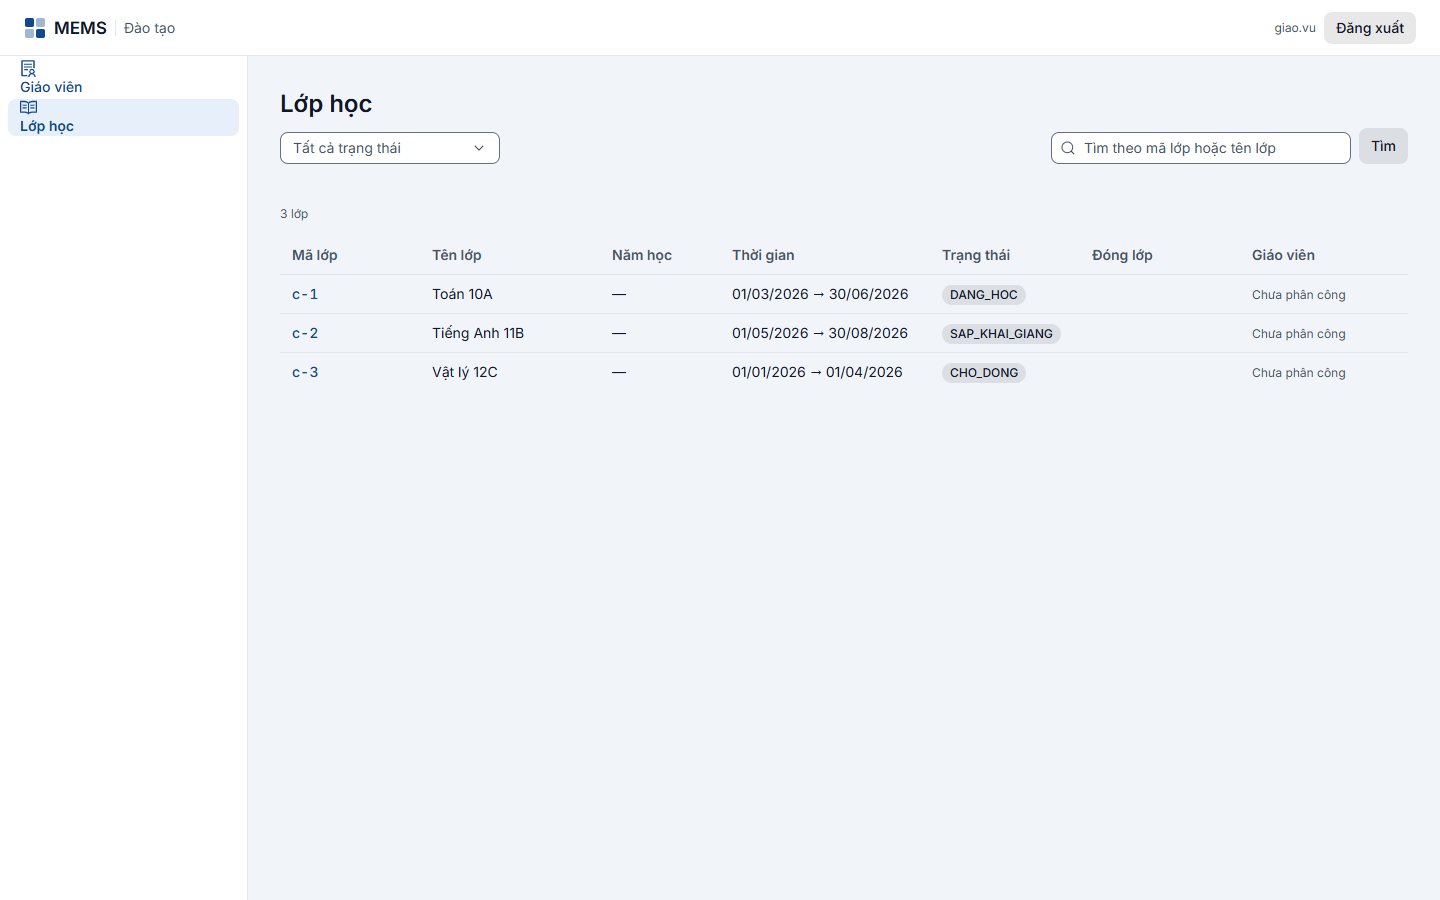 MEMS Đào tạo giao.vu Đăng xuất
Giáo viên
Lớp học
Lớp học
Tất cả trạng thái Tìm theo mã lớp hoặc tên lớp Tìm
3 lớp
Mã lớp Tên lớp Năm học Thời gian Trạng thái Đóng lớp Giáo viên
c-1 Toán 10A — 01/03/2026 → 30/06/2026 DANG_HOC Chưa phân công
c-2 Tiếng Anh 11B — 01/05/2026 → 30/08/2026 SAP_KHAI_GIANG Chưa phân công
c-3 Vật lý 12C — 01/01/2026 → 01/04/2026 CHO_DONG Chưa phân công